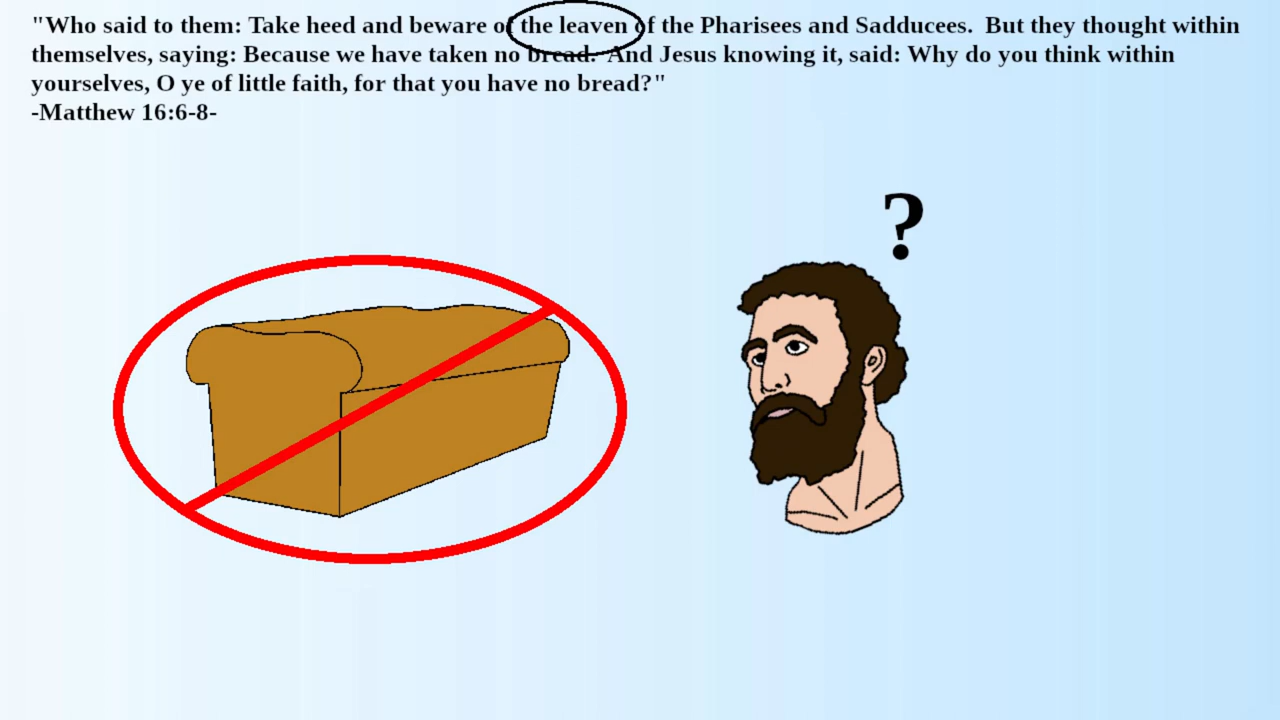 "Who said to them: Take heed and beware of the leaven of the Pharisees and Sadducees.  But they thought within
themselves, saying: Because we have taken no bread.  And Jesus knowing it, said: Why do you think within
yourselves, O ye of little faith, for that you have no bread?"
-Matthew 16:6-8-
?